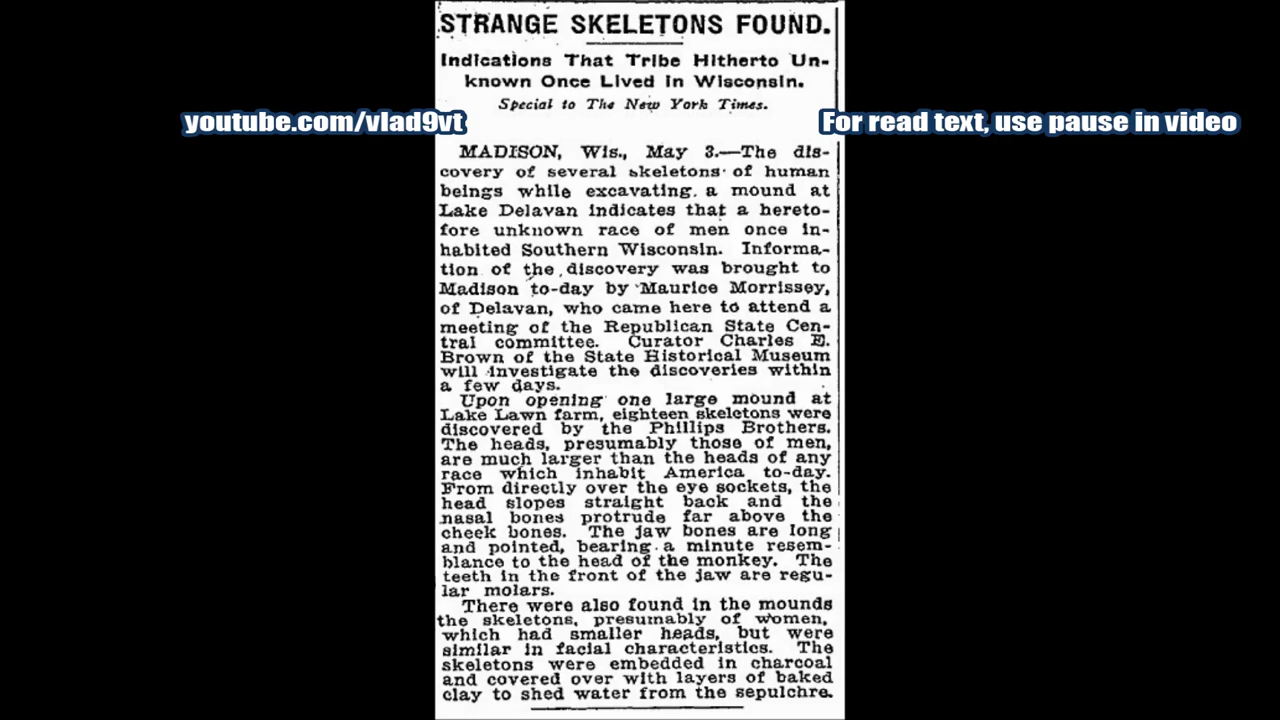 STRANGE SKELETONS FOUND.
Indications That Tribe Hitherto Un-
known Once Lived in Wisconsin.
Special to The New York Times.
youtube.com/vlad9vt
For read text, use pause in video
MADISON, Wis., May 3.—The dis-
covery of several skeletons of human
beings while excavating a mound at
Lake Delavan indicates that a hereto-
fore unknown race of men once in-
habited Southern Wisconsin. Informa-
tion of the discovery was brought to
Madison to-day by Maurice Morrissey,
of Delavan, who came here to attend a
meeting of the Republican State Cen-
tral committee. Curator Charles E.
Brown of the State Historical Museum
will investigate the discoveries within
a few days.
Upon opening one large mound at
Lake Lawn farm, eighteen skeletons were
discovered by the Phillips Brothers.
The heads, presumably those of men,
are much larger than the heads of any
race which inhabit America to-day.
From directly over the eye sockets, the
head slopes straight back and the
nasal bones protrude far above the
cheek bones. The jaw bones are long
and pointed, bearing a minute resem-
blance to the head of the monkey. The
teeth in the front of the jaw are regu-
lar molars.
There were also found in the mounds
the skeletons, presumably of women,
which had smaller heads, but were
similar in facial characteristics. The
skeletons were embedded in charcoal
and covered over with layers of baked
clay to shed water from the sepulchre.